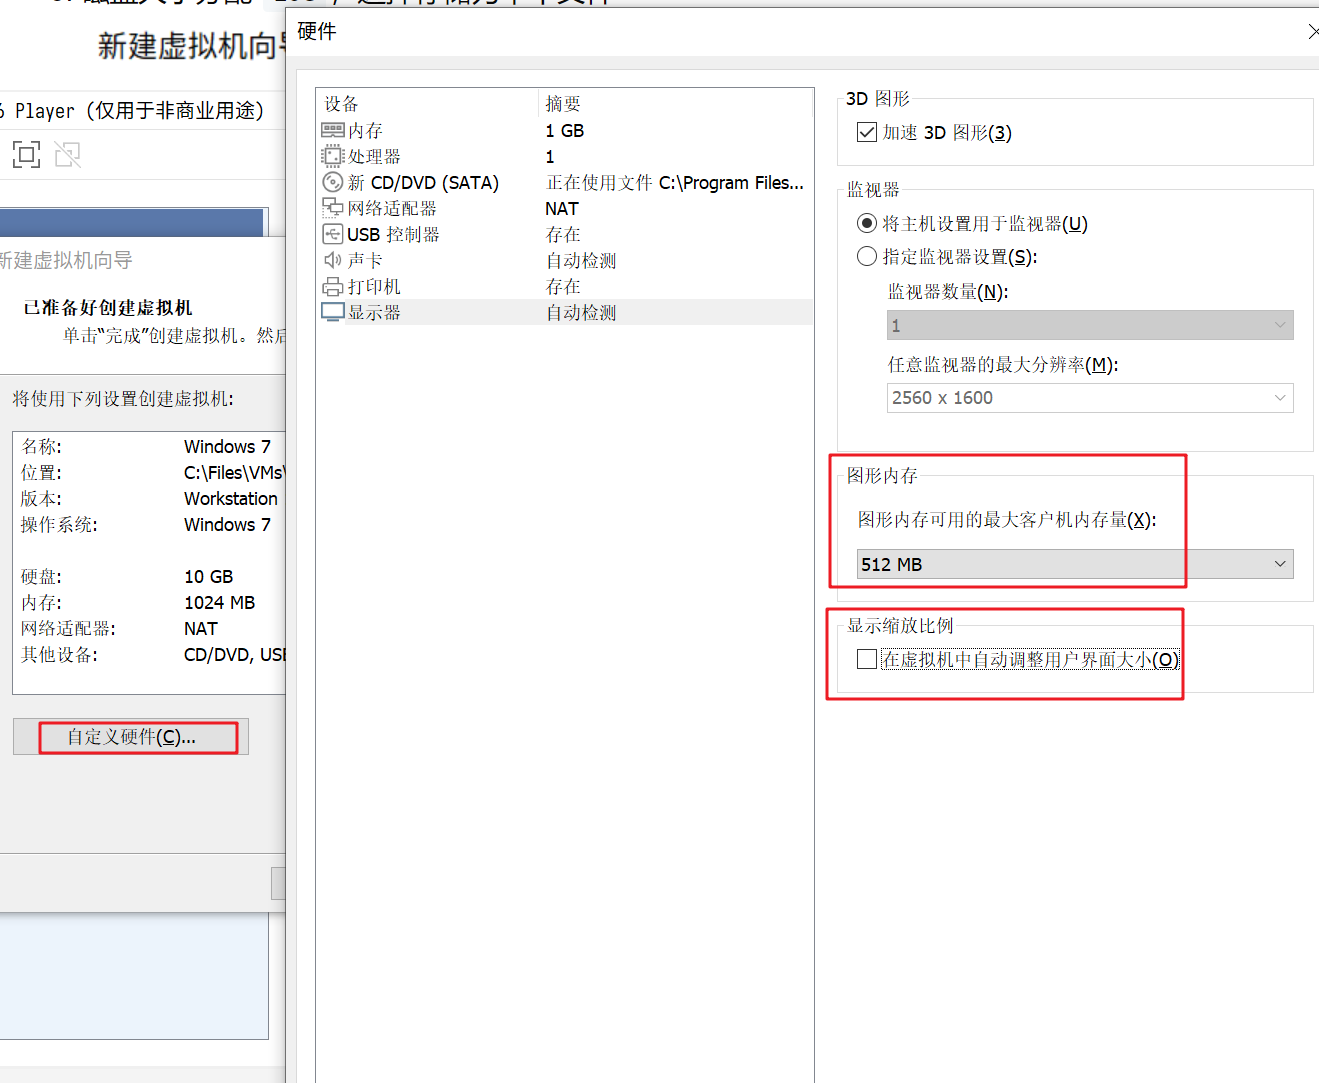 新建虚拟机向导
6 Player (仅用于非商业用途)
新建虚拟机向导
已准备好创建虚拟机
单击“完成”创建虚拟机。然后
将使用下列设置创建虚拟机:
名称: Windows 7
位置: C:\Files\VMs\
版本: Workstation
操作系统: Windows 7
硬盘: 10 GB
内存: 1024 MB
网络适配器: NAT
其他设备: CD/DVD, USB
自定义硬件(C)...
硬件
设备 摘要
内存 1 GB
处理器 1
新 CD/DVD (SATA) 正在使用文件 C:\Program Files...
网络适配器 NAT
USB 控制器 存在
声卡 自动检测
打印机 存在
显示器 自动检测
3D 图形
加速 3D 图形(3)
监视器
将主机设置用于监视器(U)
指定监视器设置(S):
监视器数量(N):
1
任意监视器的最大分辨率(M):
2560 x 1600
图形内存
图形内存可用的最大客户机内存量(X):
512 MB
显示缩放比例
在虚拟机中自动调整用户界面大小(O)